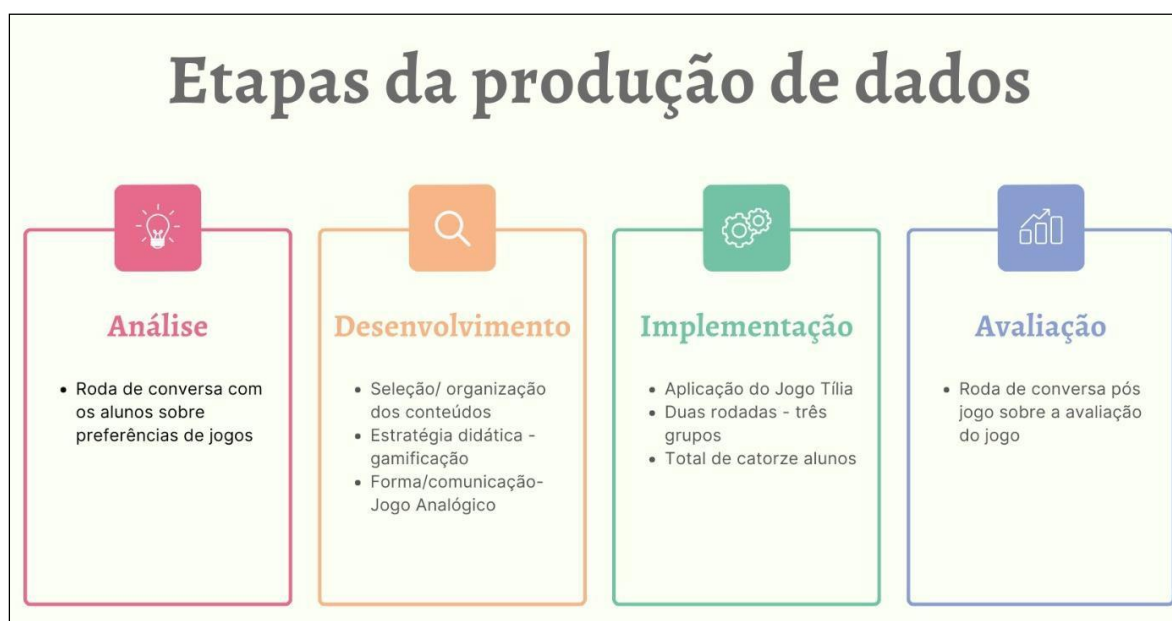 Etapas da produção de dados
Análise
• Roda de conversa com
os alunos sobre
preferências de jogos
Desenvolvimento
• Seleção/ organização
dos conteúdos
• Estratégia didática -
gamificação
• Forma/comunicação-
Jogo Analógico
Implementação
• Aplicação do Jogo Tília
• Duas rodadas - três
grupos
• Total de catorze alunos
Avaliação
• Roda de conversa pós
jogo sobre a avaliação
do jogo